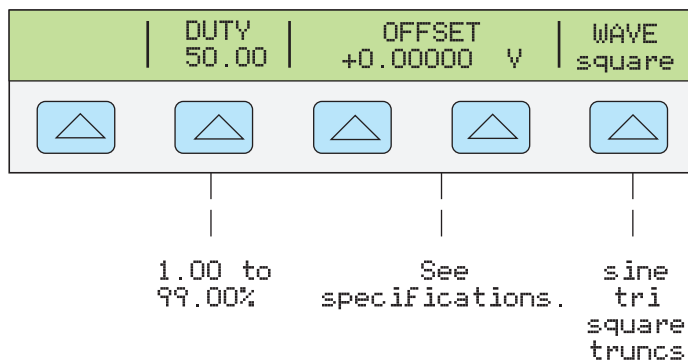 DUTY OFFSET WAVE
50.00 +0.00000 V square
1.00 to See sine
99.00% specifications. tri
square
truncs